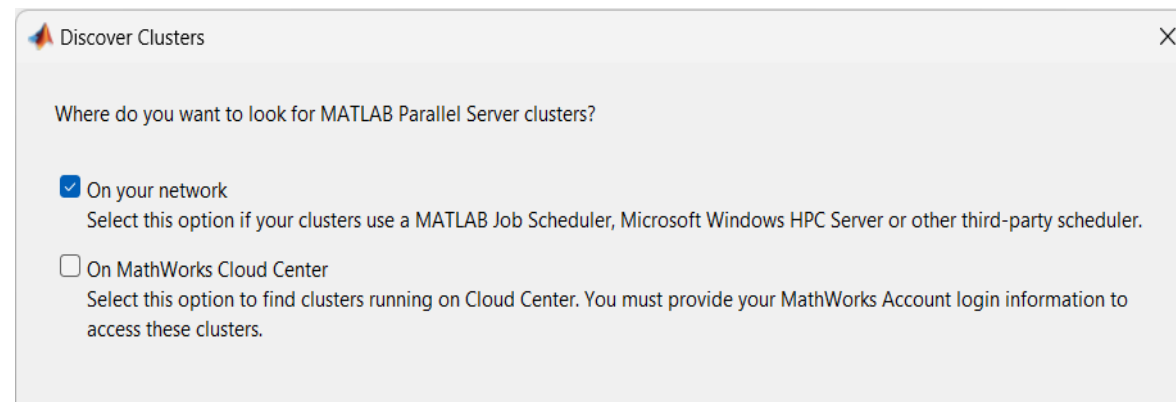 Discover Clusters
Where do you want to look for MATLAB Parallel Server clusters?
On your network
Select this option if your clusters use a MATLAB Job Scheduler, Microsoft Windows HPC Server or other third-party scheduler.
On MathWorks Cloud Center
Select this option to find clusters running on Cloud Center. You must provide your MathWorks Account login information to
access these clusters.